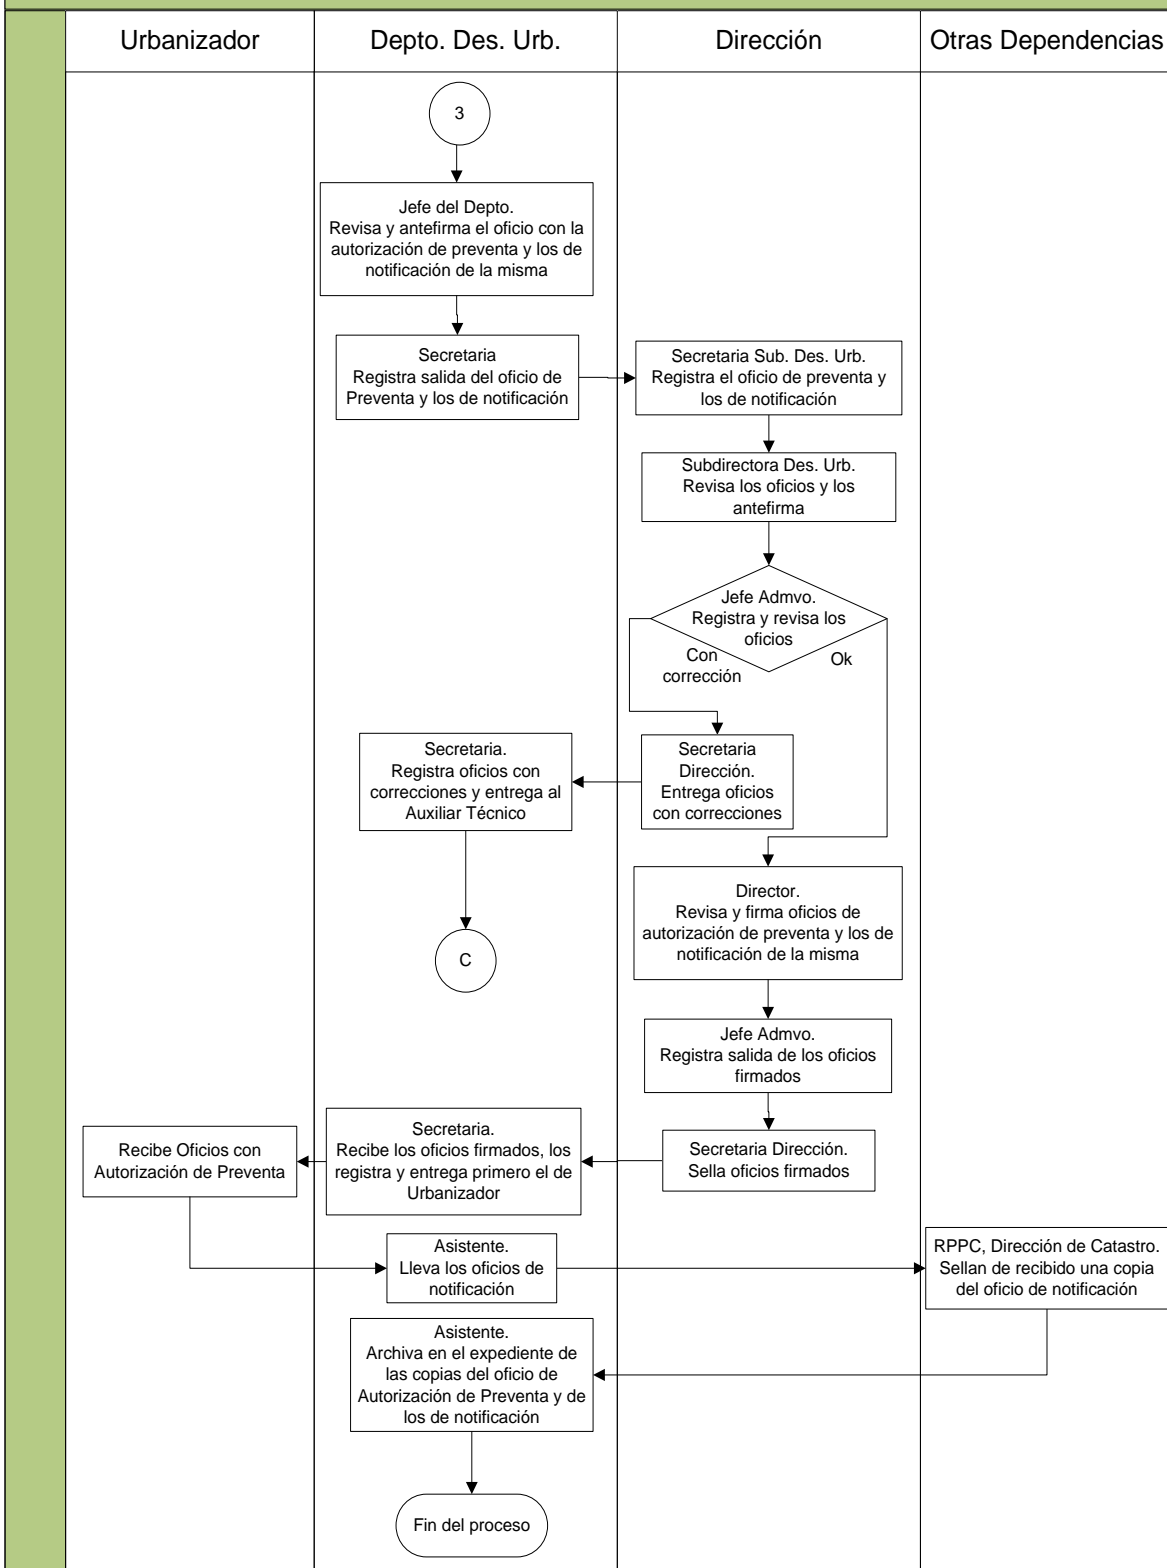 Urbanizador
Depto. Des. Urb.
Dirección
Otras Dependencias
3
Jefe del Depto.
Revisa y antefirma el oficio con la
autorización de preventa y los de
notificación de la misma
Secretaria
Registra salida del oficio de
Preventa y los de notificación
Secretaria Sub. Des. Urb.
Registra el oficio de preventa y
los de notificación
Subdirectora Des. Urb.
Revisa los oficios y los
antefirma
Jefe Admvo.
Registra y revisa los
oficios
Con
corrección
Ok
Secretaria
Dirección.
Entrega oficios
con correcciones
Secretaria.
Registra oficios con
correcciones y entrega al
Auxiliar Técnico
C
Director.
Revisa y firma oficios de
autorización de preventa y los de
notificación de la misma
Jefe Admvo.
Registra salida de los oficios
firmados
Secretaria Dirección.
Sella oficios firmados
Secretaria.
Recibe los oficios firmados, los
registra y entrega primero el de
Urbanizador
Recibe Oficios con
Autorización de Preventa
Asistente.
Lleva los oficios de
notificación
RPPC, Dirección de Catastro.
Sellan de recibido una copia
del oficio de notificación
Asistente.
Archiva en el expediente de
las copias del oficio de
Autorización de Preventa y de
los de notificación
Fin del proceso